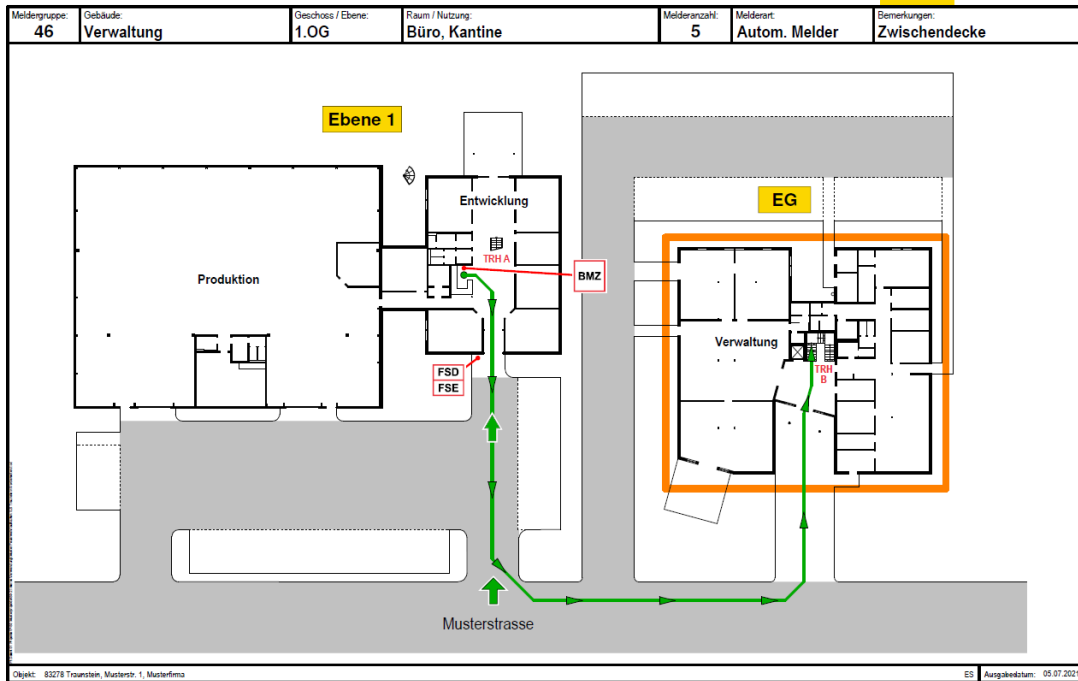 Meldergruppe:
46
Gebäude:
Verwaltung
Geschoss / Ebene:
1.OG
Raum / Nutzung:
Büro, Kantine
Melderanzahl:
5
Melderart:
Autom. Melder
Bemerkungen:
Zwischendecke
Ebene 1
EG
Entwicklung
TRH A
BMZ
Produktion
Verwaltung
TRH
B
FSD
FSE
Musterstrasse
Objekt: 83278 Traunstein, Musterstr. 1, Musterfirma
ES
Ausgabedatum: 05.07.2021